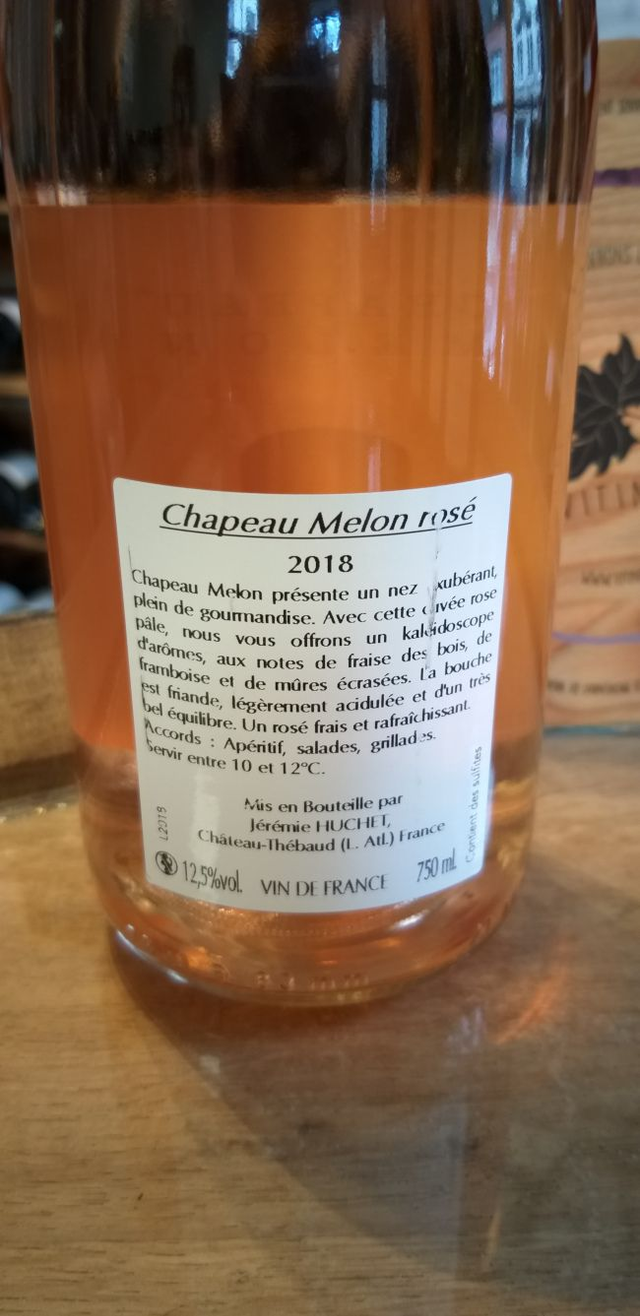 Chapeau Melon rosé
2018
Chapeau Melon présente un nez xubérant,
plein de gourmandise. Avec cette cuvée rose
pâle, nous vous offrons un kaléidoscope
d'arômes, aux notes de fraise des bois, de
framboise et de mûres écrasées. La bouche
est friande, légèrement acidulée et d'un très
bel équilibre. Un rosé frais et rafraîchissant.
Accords : Apéritif, salades, grillades.
Servir entre 10 et 12°C.
Mis en Bouteille par
Jérémie HUCHET,
Château-Thébaud (L. Atl.) France
L2018
Contient des sulfites
12,5%vol. VIN DE FRANCE 750 ml